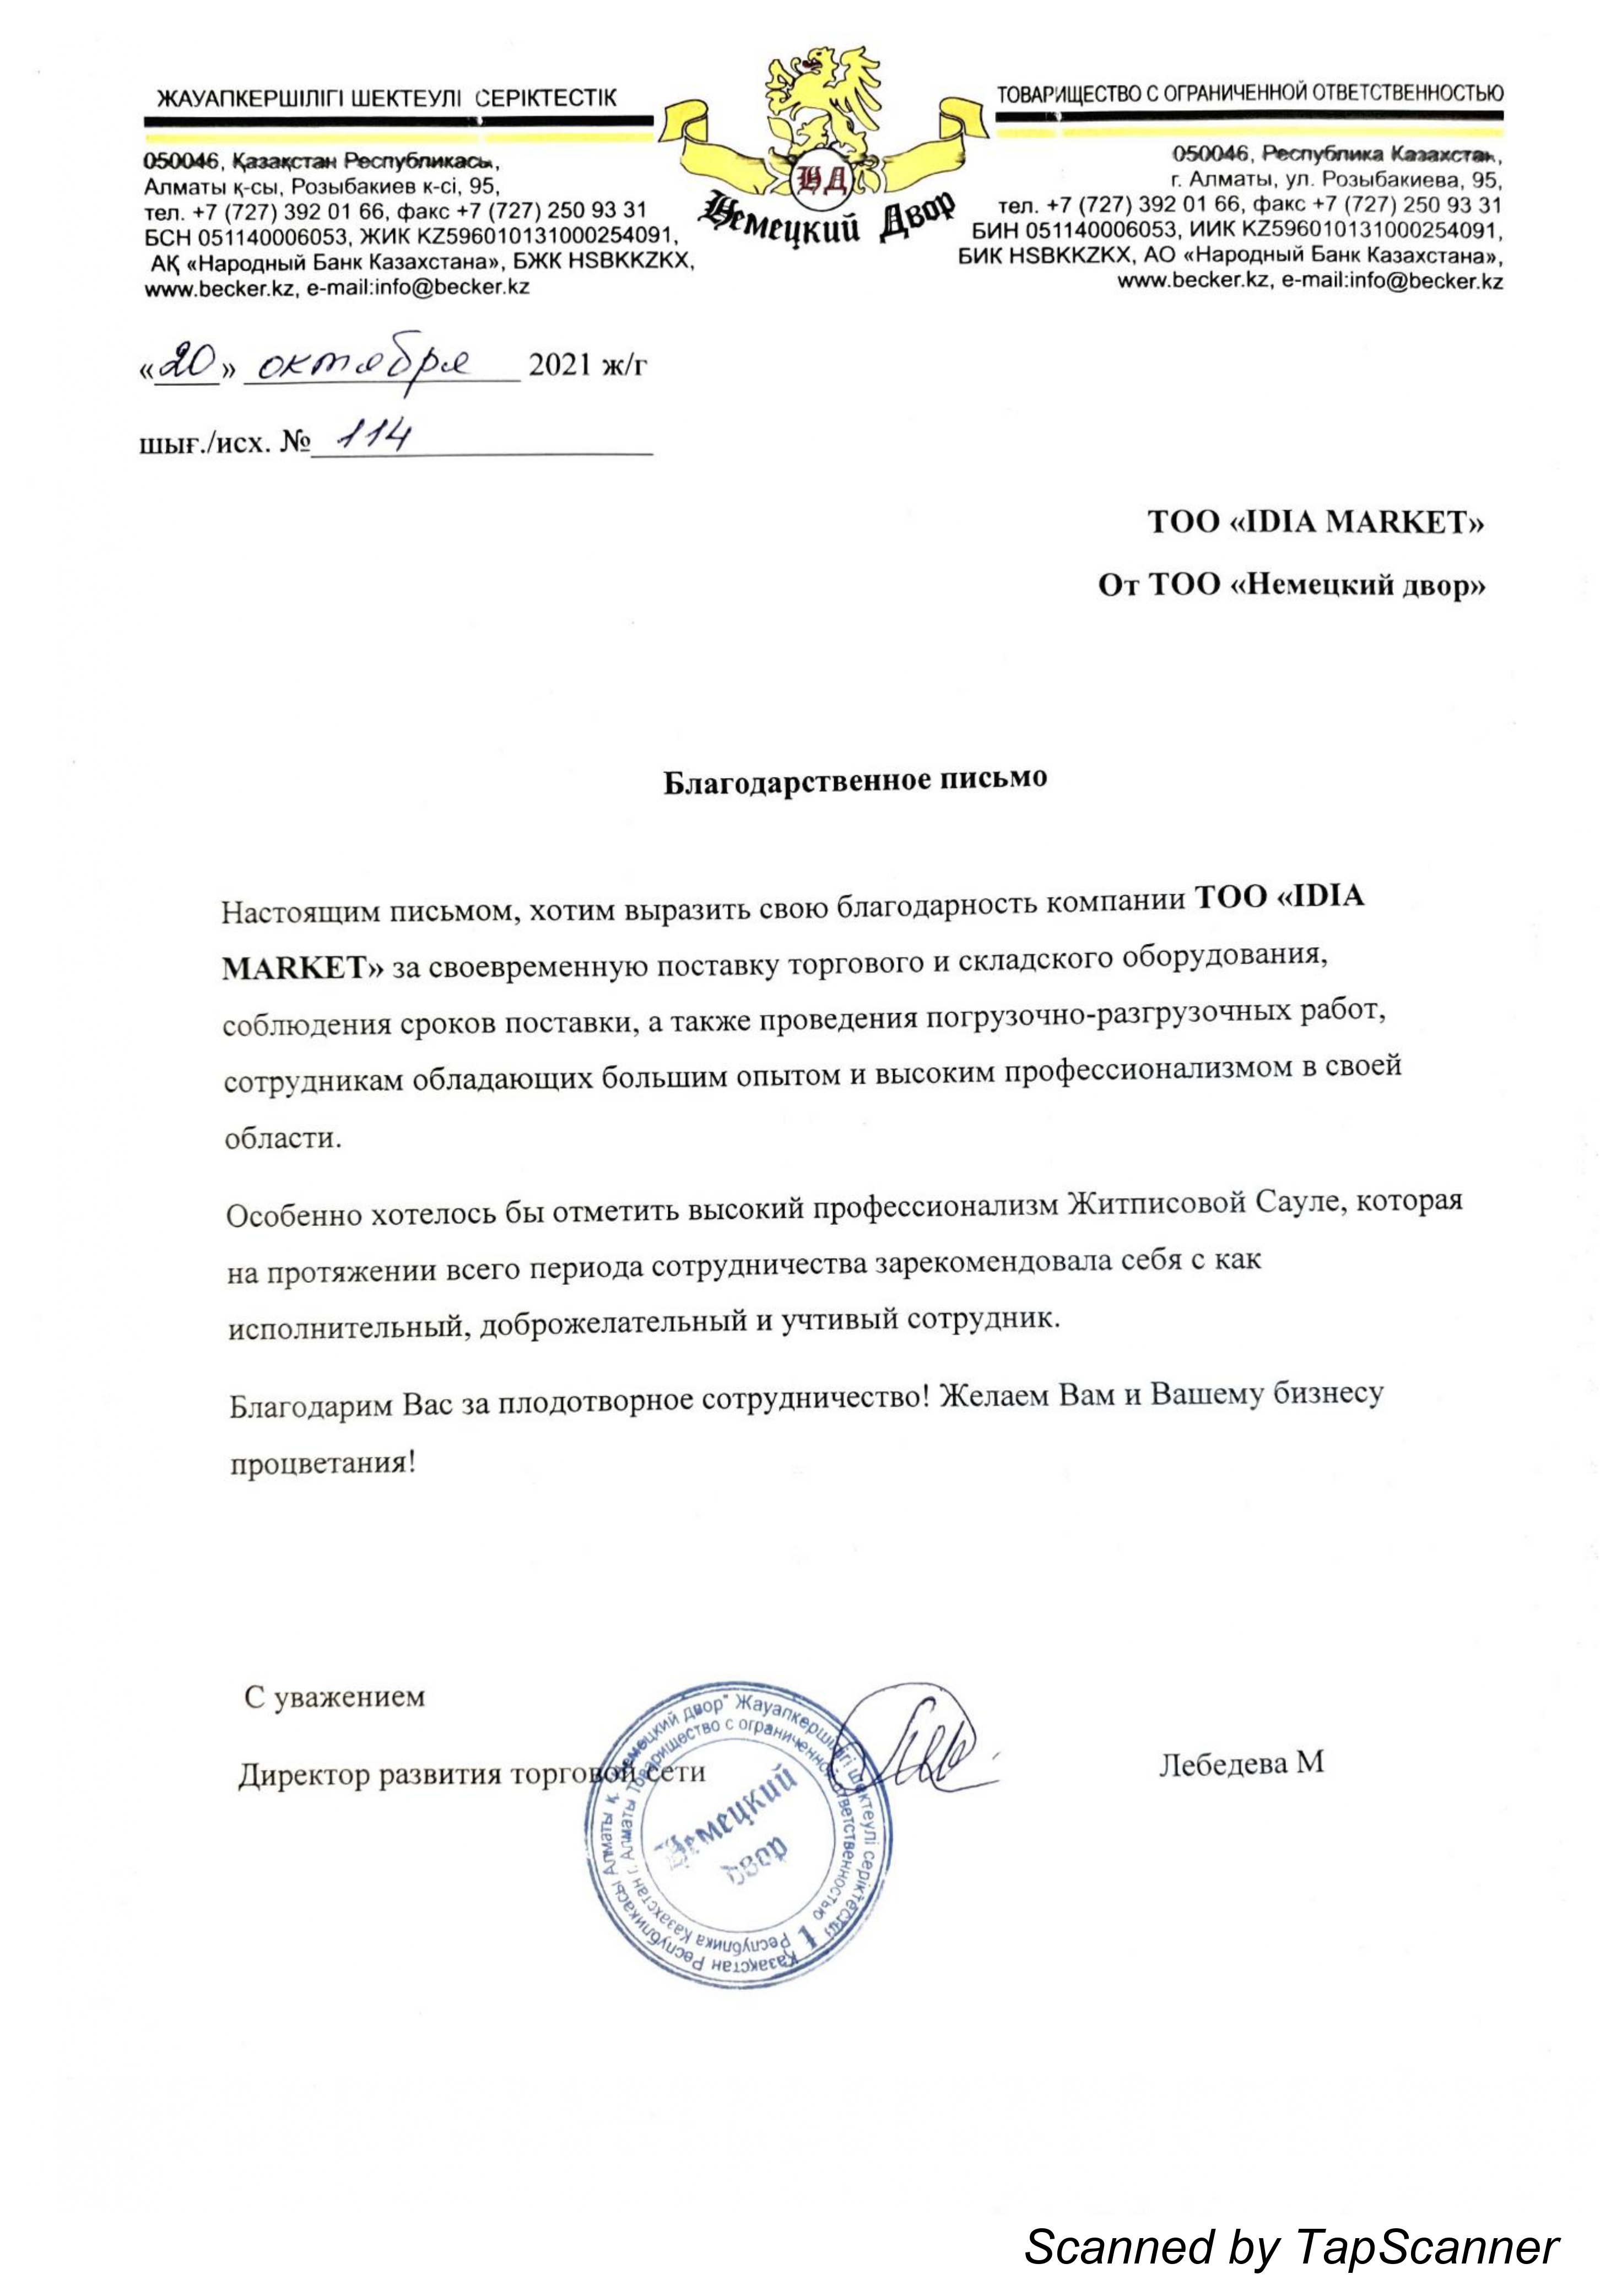 ЖАУАПКЕРШІЛІГІ ШЕКТЕУЛІ СЕРІКТЕСТІК
050046, Қазақстан Республикасы,
Алматы қ-сы, Розыбакиев к-сі, 95,
тел. +7 (727) 392 01 66, факс +7 (727) 250 93 31
БСН 051140006053, ЖИК KZ596010131000254091,
АҚ «Народный Банк Казахстана», БЖК HSBKKZKX,
www.becker.kz, e-mail:info@becker.kz
НД
Немецкий Двор
ТОВАРИЩЕСТВО С ОГРАНИЧЕННОЙ ОТВЕТСТВЕННОСТЬЮ
050046, Республика Казахстан,
г. Алматы, ул. Розыбакиева, 95,
тел. +7 (727) 392 01 66, факс +7 (727) 250 93 31
БИН 051140006053, ИИК KZ596010131000254091,
БИК HSBKKZKX, АО «Народный Банк Казахстана»,
www.becker.kz, e-mail:info@becker.kz
«20» октября 2021 ж/г
шығ./исх. № 114
ТОО «IDIA MARKET»
От ТОО «Немецкий двор»
Благодарственное письмо
Настоящим письмом, хотим выразить свою благодарность компании ТОО «IDIA
MARKET» за своевременную поставку торгового и складского оборудования,
соблюдения сроков поставки, а также проведения погрузочно-разгрузочных работ,
сотрудникам обладающих большим опытом и высоким профессионализмом в своей
области.
Особенно хотелось бы отметить высокий профессионализм Житписовой Сауле, которая
на протяжении всего периода сотрудничества зарекомендовала себя с как
исполнительный, доброжелательный и учтивый сотрудник.
Благодарим Вас за плодотворное сотрудничество! Желаем Вам и Вашему бизнесу
процветания!
С уважением
Директор развития торговой сети
Лебедева М
Қазақстан Республикасы Алматы қ. "Немецкий двор" Жауапкершілігі шектеулі серіктестігі
Республика Казахстан г. Алматы Товарищество с ограниченной ответственностью
Немецкий
двор
1
Scanned by TapScanner